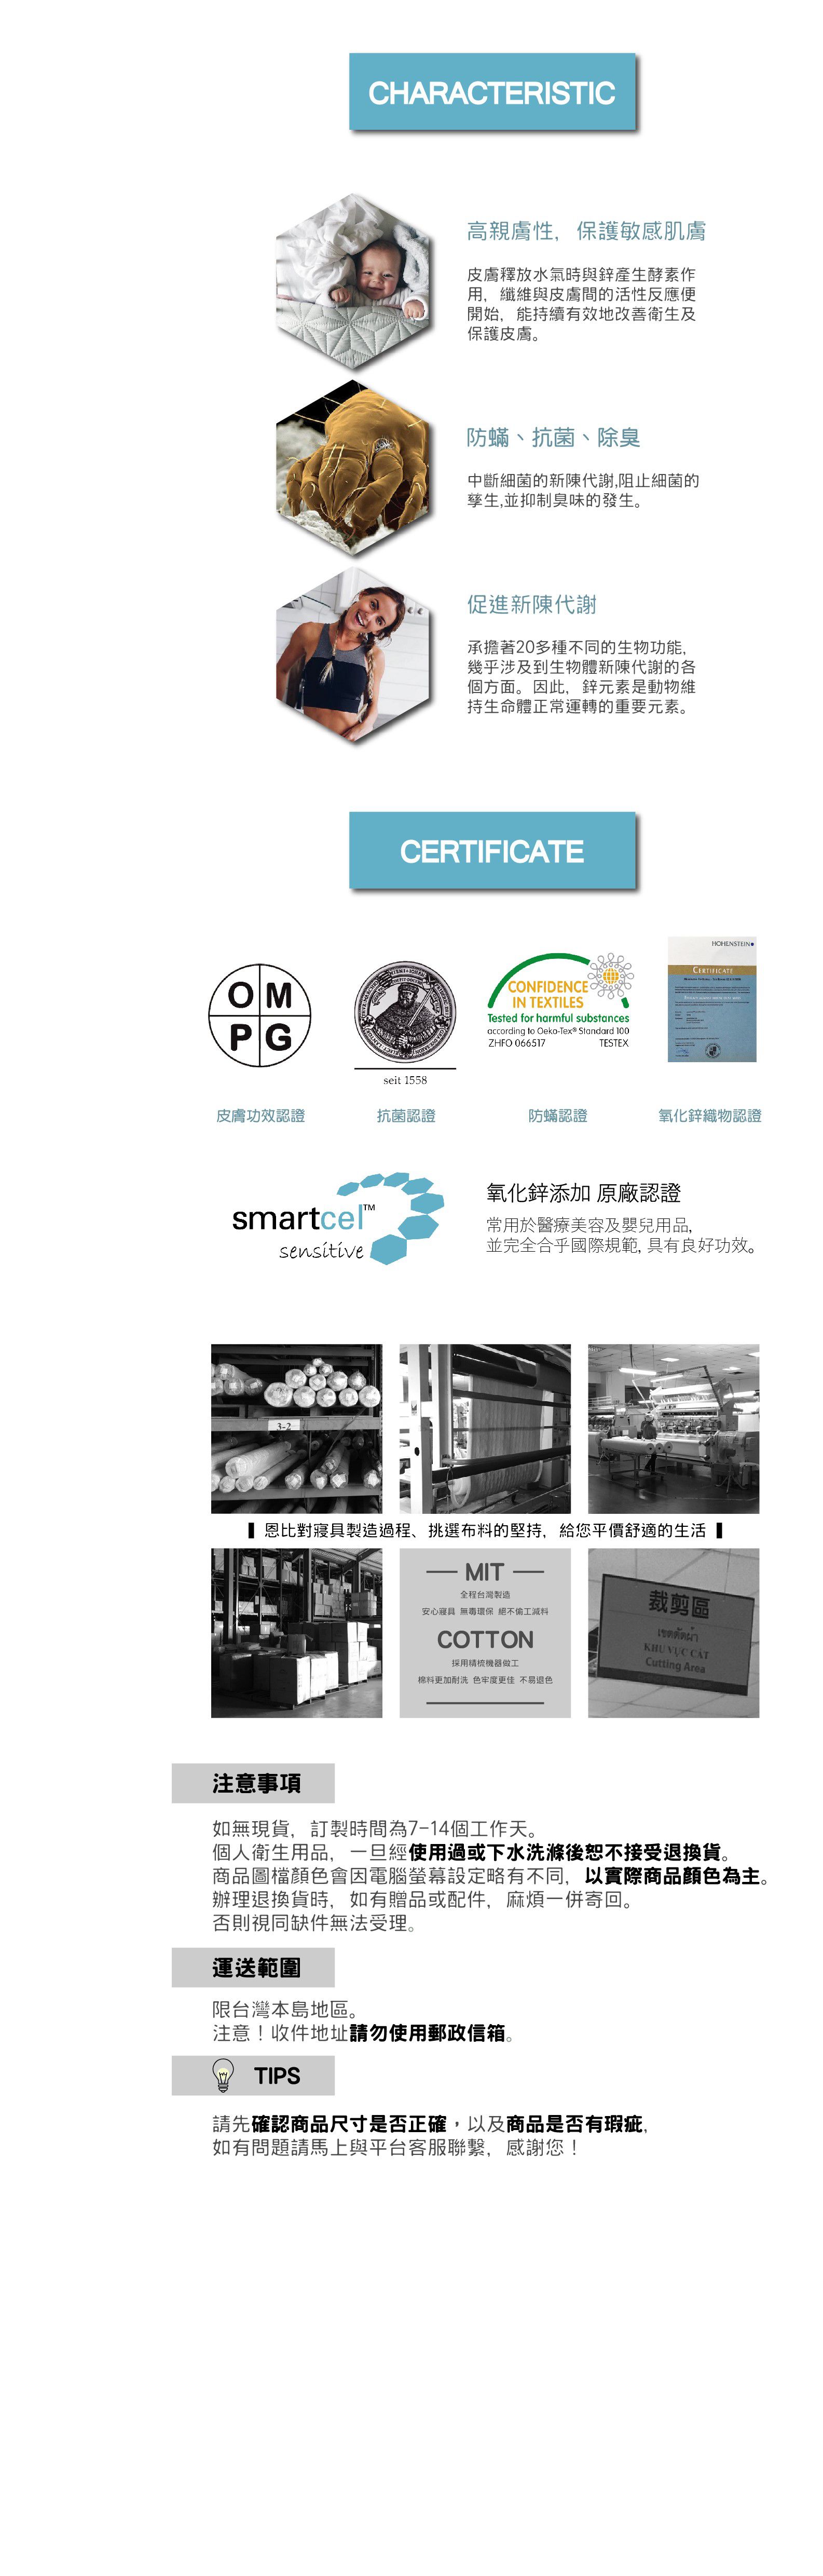 CHARACTERISTIC
高親膚性，保護敏感肌膚
皮膚釋放水氣時與鋅產生酵素作
用，纖維與皮膚間的活性反應便
開始，能持續有效地改善衛生及
保護皮膚。
防蟎、抗菌、除臭
中斷細菌的新陳代謝,阻止細菌的
孳生,並抑制臭味的發生。
促進新陳代謝
承擔著20多種不同的生物功能，
幾乎涉及到生物體新陳代謝的各
個方面。因此，鋅元素是動物維
持生命體正常運轉的重要元素。
CERTIFICATE
O M
P G
皮膚功效認證
seit 1558
抗菌認證
CONFIDENCE
IN TEXTILES
Tested for harmful substances
according to Oeko-Tex® Standard 100
ZHFO 066517 TESTEX
防蟎認證
HOHENSTEIN
CERTIFICATE
氧化鋅織物認證
smartcel™
sensitive
氧化鋅添加 原廠認證
常用於醫療美容及嬰兒用品,
並完全合乎國際規範, 具有良好功效。
3-2
恩比對寢具製造過程、挑選布料的堅持，給您平價舒適的生活
MIT
全程台灣製造
安心寢具 無毒環保 絕不偷工減料
COTTON
採用精梳機器做工
棉料更加耐洗 色牢度更佳 不易退色
裁剪區
เขตตัดผ้า
KHU VỰC CẮT
Cutting Area
注意事項
如無現貨，訂製時間為7-14個工作天。
個人衛生用品，一旦經使用過或下水洗滌後恕不接受退換貨。
商品圖檔顏色會因電腦螢幕設定略有不同，以實際商品顏色為主。
辦理退換貨時，如有贈品或配件，麻煩一併寄回。
否則視同缺件無法受理。
運送範圍
限台灣本島地區。
注意！收件地址請勿使用郵政信箱。
TIPS
請先確認商品尺寸是否正確，以及商品是否有瑕疵，
如有問題請馬上與平台客服聯繫，感謝您！